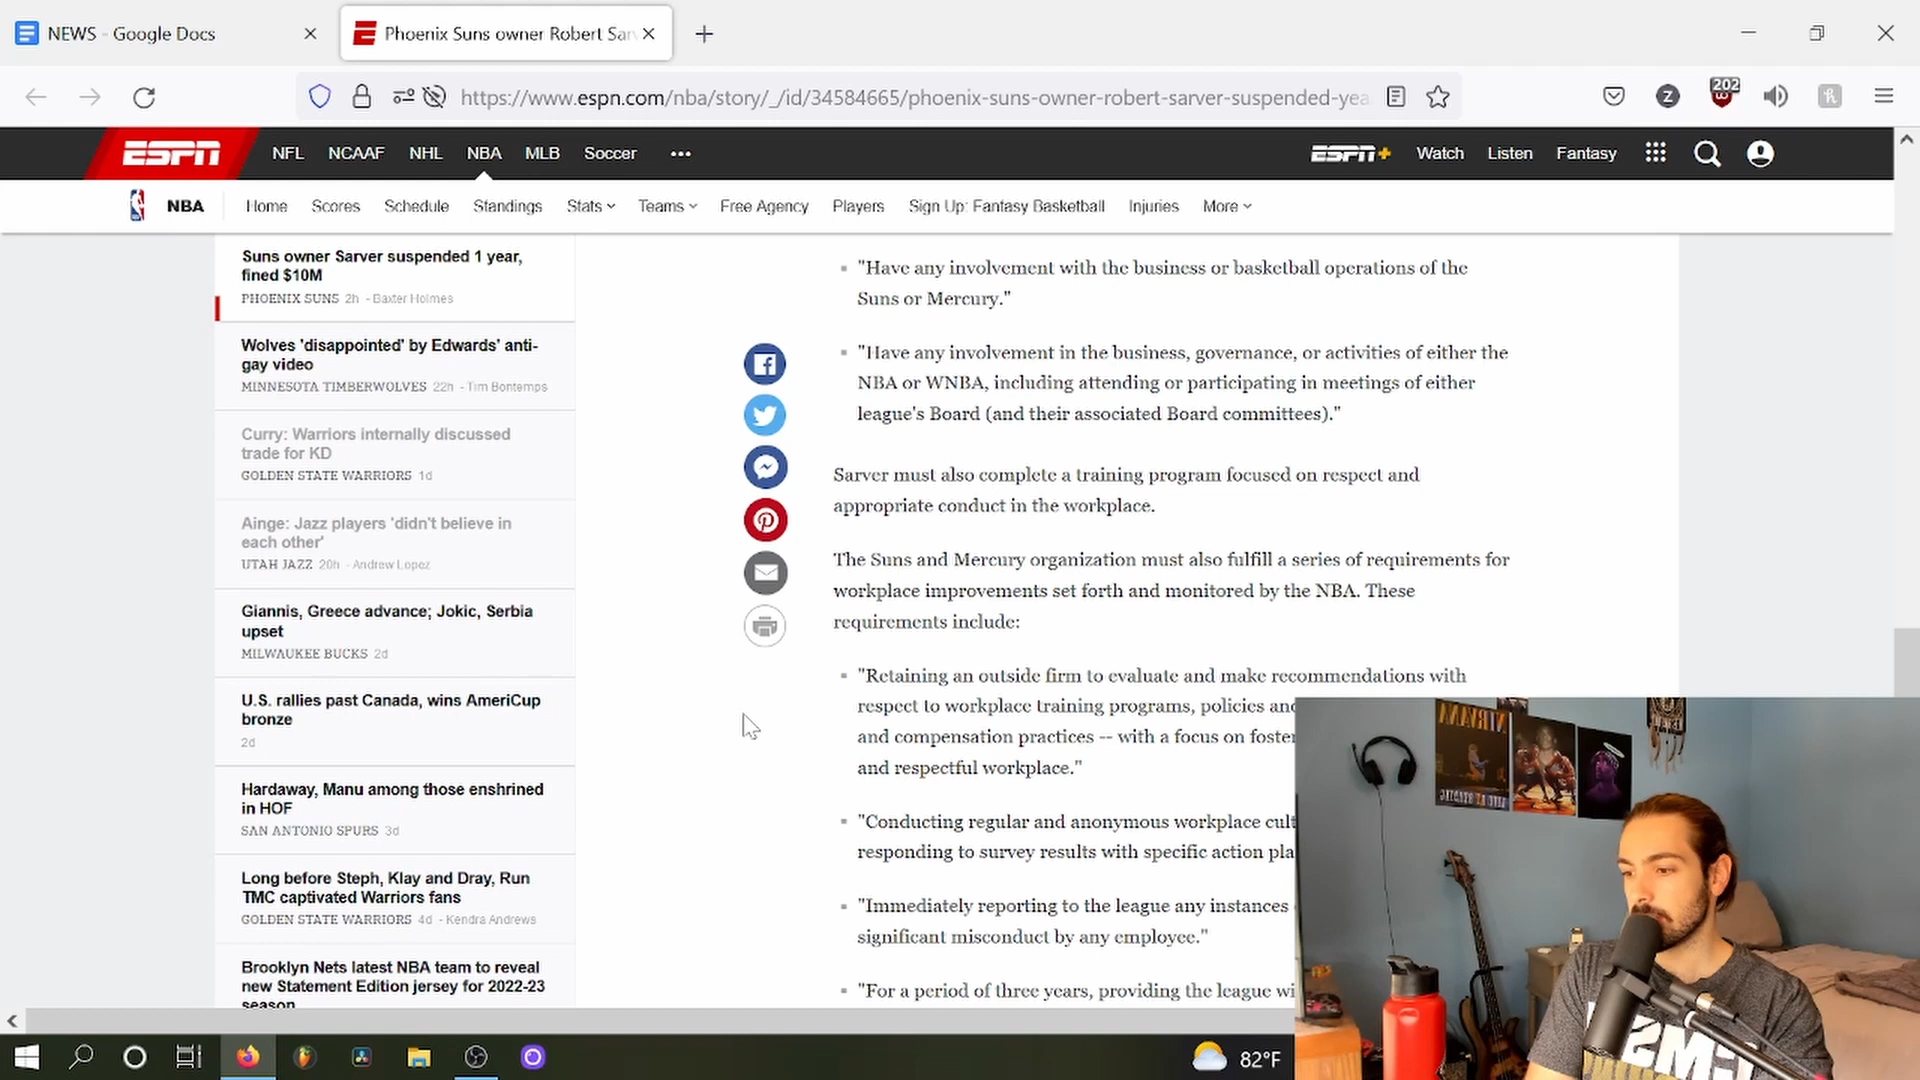 NEWS - Google Docs
Phoenix Suns owner Robert Sar
https://www.espn.com/nba/story/_/id/34584665/phoenix-suns-owner-robert-sarver-suspended-yea
Z
202
ESPN
NFL
NCAAF
NHL
NBA
MLB
Soccer
ESPN+
Watch
Listen
Fantasy
NBA
Home
Scores
Schedule
Standings
Stats
Teams
Free Agency
Players
Sign Up: Fantasy Basketball
Injuries
More
Suns owner Sarver suspended 1 year,
fined $10M
PHOENIX SUNS 2h - Baxter Holmes
Wolves 'disappointed' by Edwards' anti-
gay video
MINNESOTA TIMBERWOLVES 22h - Tim Bontemps
Curry: Warriors internally discussed
trade for KD
GOLDEN STATE WARRIORS 1d
Ainge: Jazz players 'didn't believe in
each other'
UTAH JAZZ 20h - Andrew Lopez
Giannis, Greece advance; Jokic, Serbia
upset
MILWAUKEE BUCKS 2d
U.S. rallies past Canada, wins AmeriCup
bronze
2d
Hardaway, Manu among those enshrined
in HOF
SAN ANTONIO SPURS 3d
Long before Steph, Klay and Dray, Run
TMC captivated Warriors fans
GOLDEN STATE WARRIORS 4d - Kendra Andrews
Brooklyn Nets latest NBA team to reveal
new Statement Edition jersey for 2022-23
season
"Have any involvement with the business or basketball operations of the
Suns or Mercury."
"Have any involvement in the business, governance, or activities of either the
NBA or WNBA, including attending or participating in meetings of either
league's Board (and their associated Board committees)."
Sarver must also complete a training program focused on respect and
appropriate conduct in the workplace.
The Suns and Mercury organization must also fulfill a series of requirements for
workplace improvements set forth and monitored by the NBA. These
requirements include:
"Retaining an outside firm to evaluate and make recommendations with
respect to workplace training programs, policies and
and compensation practices -- with a focus on foster
and respectful workplace."
"Conducting regular and anonymous workplace cult
responding to survey results with specific action pla
"Immediately reporting to the league any instances
significant misconduct by any employee."
"For a period of three years, providing the league wi
NIRVANA
82°F